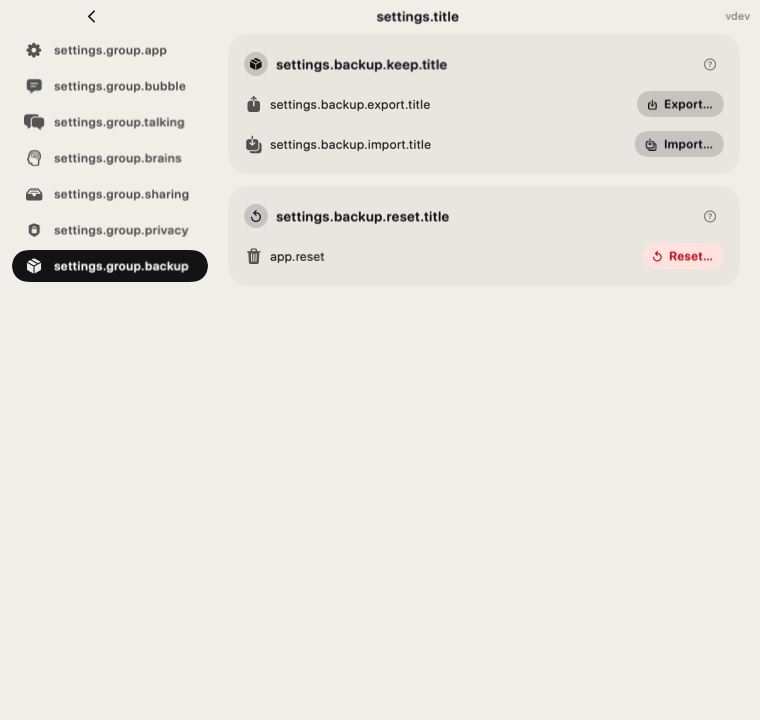 settings.title
vdev
settings.group.app
settings.group.bubble
settings.group.talking
settings.group.brains
settings.group.sharing
settings.group.privacy
settings.group.backup
settings.backup.keep.title
?
settings.backup.export.title
Export...
settings.backup.import.title
Import...
settings.backup.reset.title
?
app.reset
Reset...